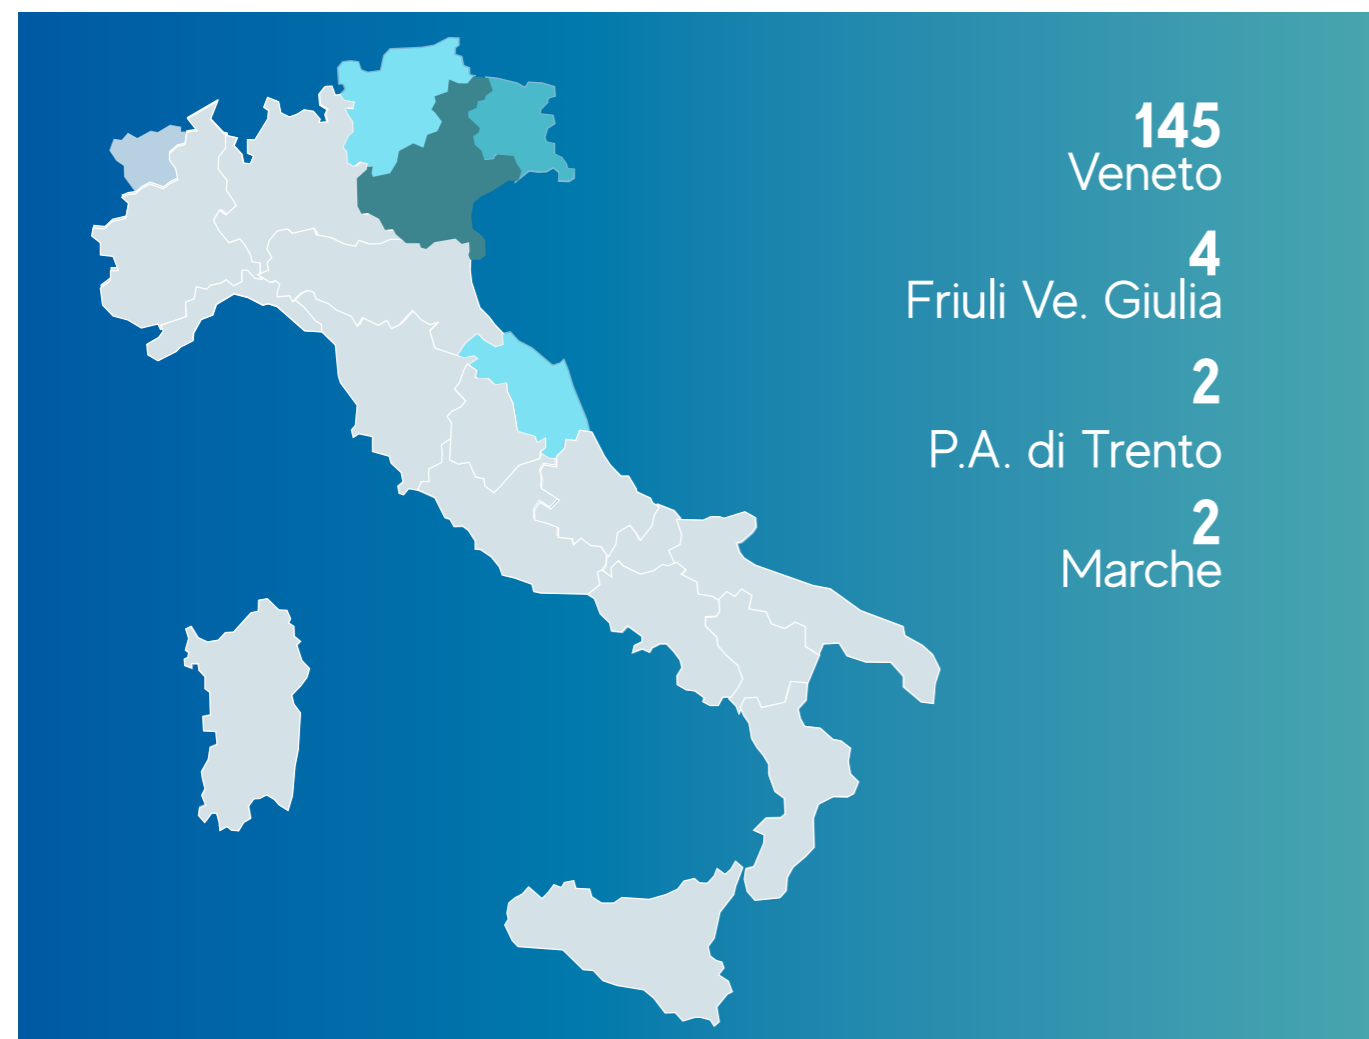 145
Veneto
4
Friuli Ve. Giulia
2
P.A. di Trento
2
Marche